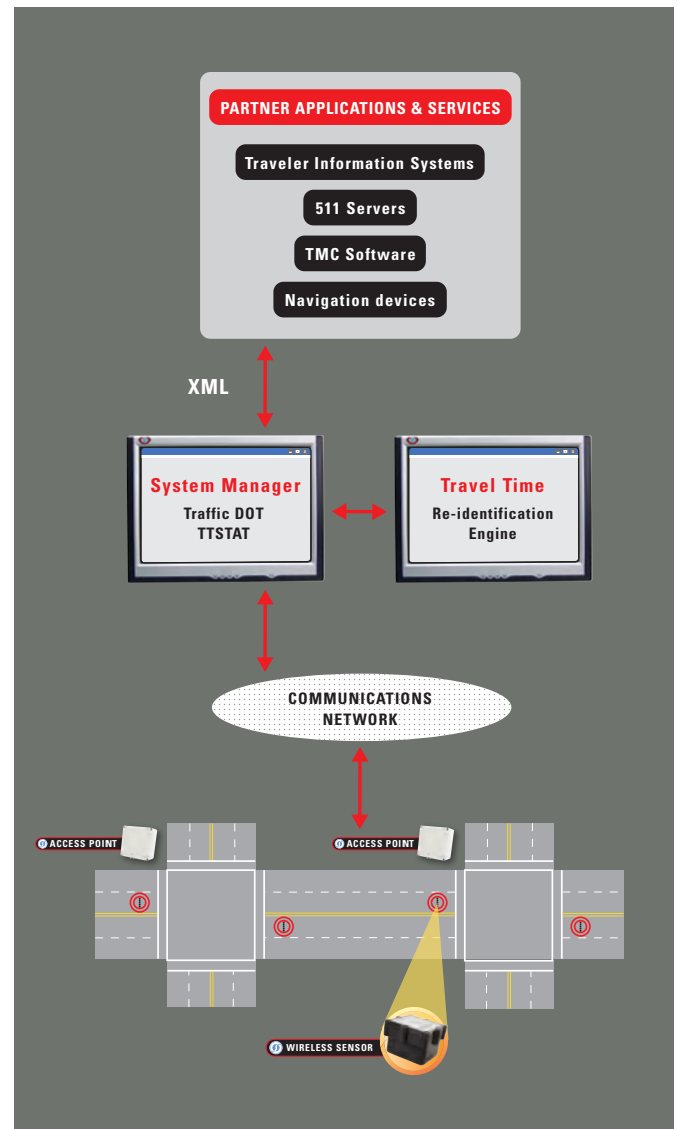 PARTNER APPLICATIONS & SERVICES
Traveler Information Systems
511 Servers
TMC Software
Navigation devices
XML
System Manager
Traffic DOT
TTSTAT
Travel Time
Re-identification
Engine
COMMUNICATIONS
NETWORK
ACCESS POINT
ACCESS POINT
WIRELESS SENSOR